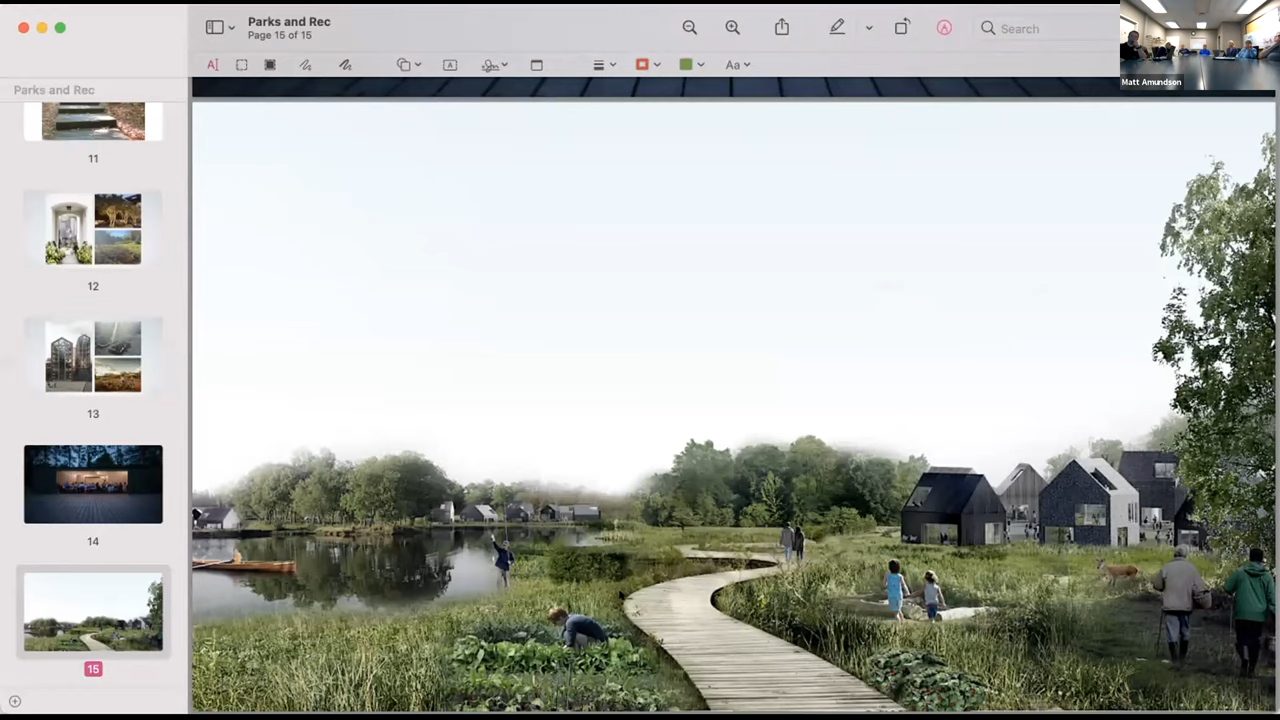 Parks and Rec
Page 15 of 15
Search
Matt Amundson
A
Aa
Parks and Rec
11
12
13
14
15